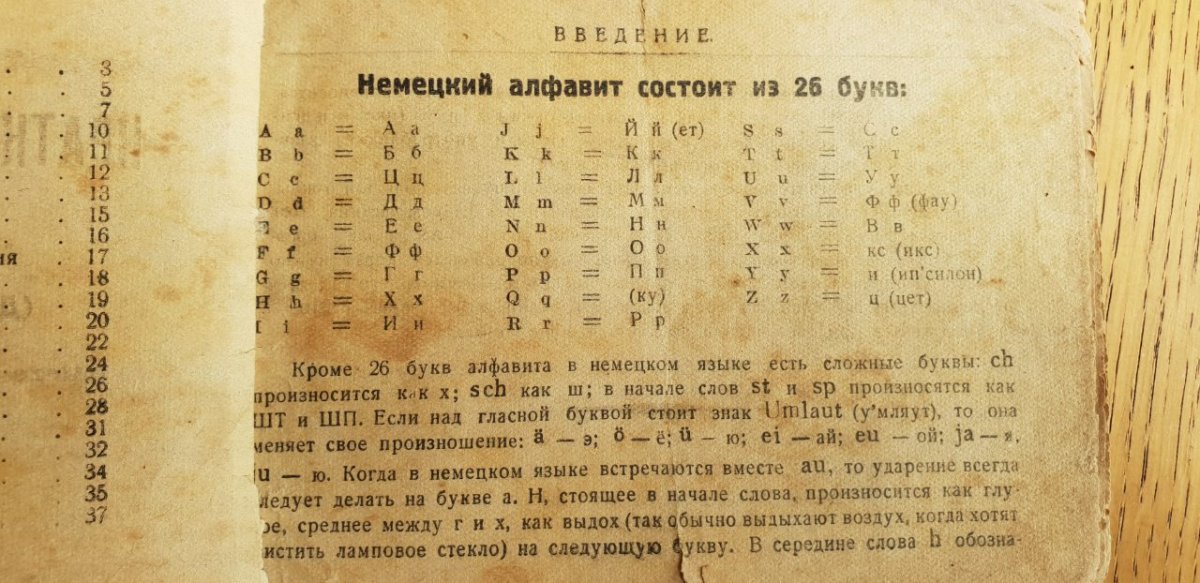 3
5
7
10
11
12
13
15
16
17
18
19
20
22
24
26
28
31
32
34
35
37
ВВЕДЕНИЕ.
Немецкий алфавит состоит из 26 букв:
A a = А а J j = Й й (ет) S s = С с
B b = Б б K k = К к T t = Т т
C c = Ц ц L l = Л л U u = У у
D d = Д д M m = М м V v = Ф ф (фау)
E e = Е е N n = Н н W w = В в
F f = Ф ф O o = О о X x = кс (икс)
G g = Г г P p = П п Y y = и (ип'силон)
H h = Х х Q q = (ку) Z z = ц (цет)
I i = И и R r = Р р
Кроме 26 букв алфавита в немецком языке есть сложные буквы: ch
произносится как х; sch как ш; в начале слов st и sp произносятся как
ШТ и ШП. Если над гласной буквой стоит знак Umlaut (у'мляут), то она
меняет свое произношение: ä — э; ö — ё; ü — ю; ei — ай; eu — ой; ja — я,
ju — ю. Когда в немецком языке встречаются вместе au, то ударение всегда
ледует делать на букве а. Н, стоящее в начале слова, произносится как глу-
ое, среднее между г и х, как выдох (так обычно выдыхают воздух, когда хотят
истить ламповое стекло) на следующую букву. В середине слова h обозна-